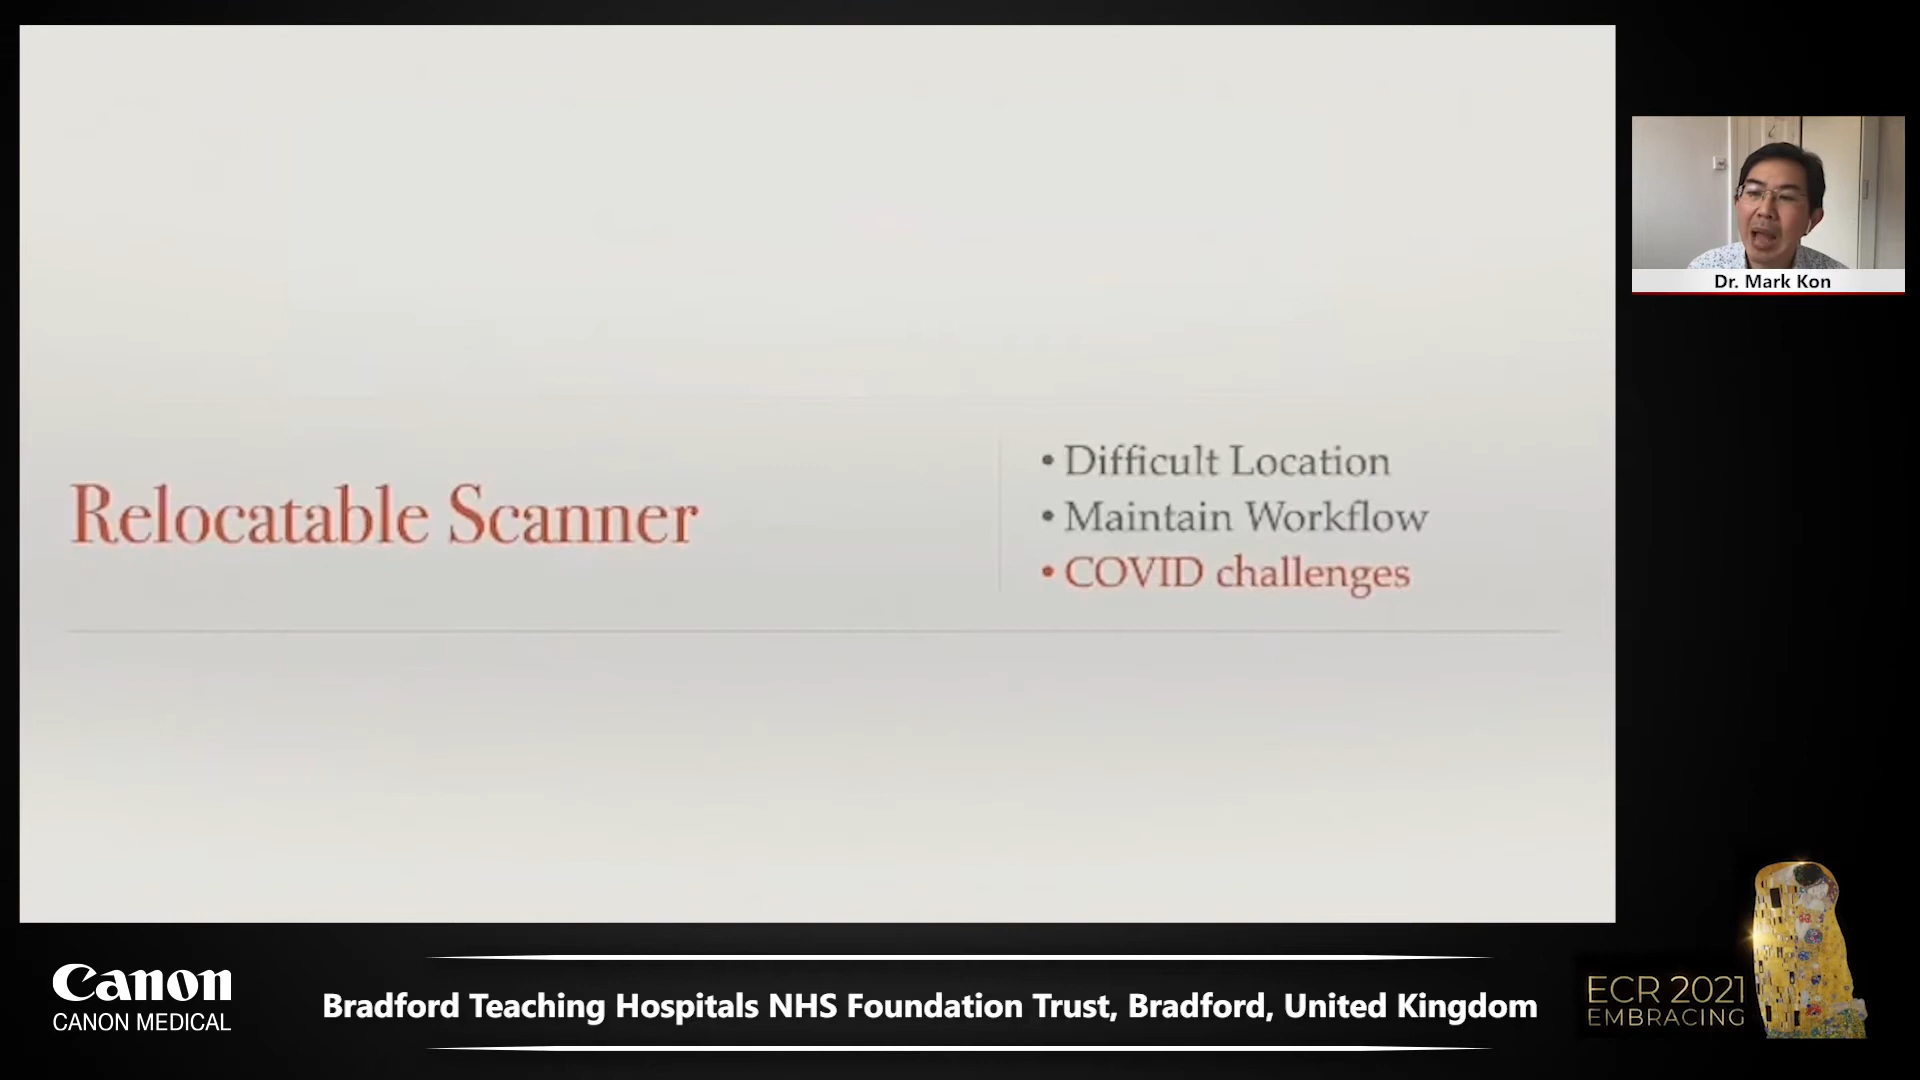 Relocatable Scanner
• Difficult Location
• Maintain Workflow
• COVID challenges
Dr. Mark Kon
Canon
CANON MEDICAL
Bradford Teaching Hospitals NHS Foundation Trust, Bradford, United Kingdom
ECR 2021
EMBRACING